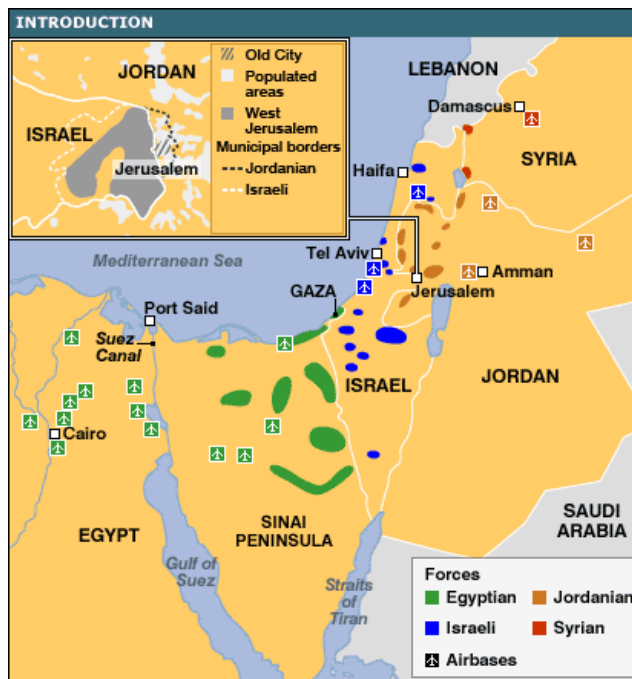 INTRODUCTION
JORDAN
ISRAEL
Jerusalem
Old City
Populated
areas
West
Jerusalem
Municipal borders
Jordanian
Israeli
LEBANON
Damascus
SYRIA
Haifa
Mediterranean Sea
Tel Aviv
Amman
Jerusalem
GAZA
Port Said
Suez
Canal
ISRAEL
JORDAN
Cairo
EGYPT
SINAI
PENINSULA
SAUDI
ARABIA
Gulf of
Suez
Straits
of
Tiran
Forces
Egyptian
Jordanian
Israeli
Syrian
Airbases